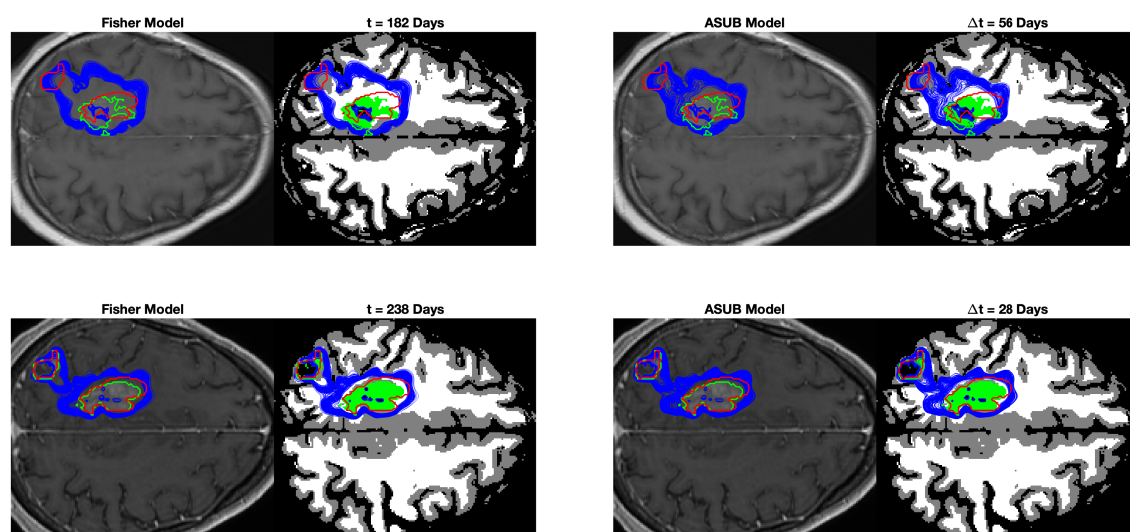 Fisher Model
t = 182 Days
ASUB Model
Δt = 56 Days
Fisher Model
t = 238 Days
ASUB Model
Δt = 28 Days